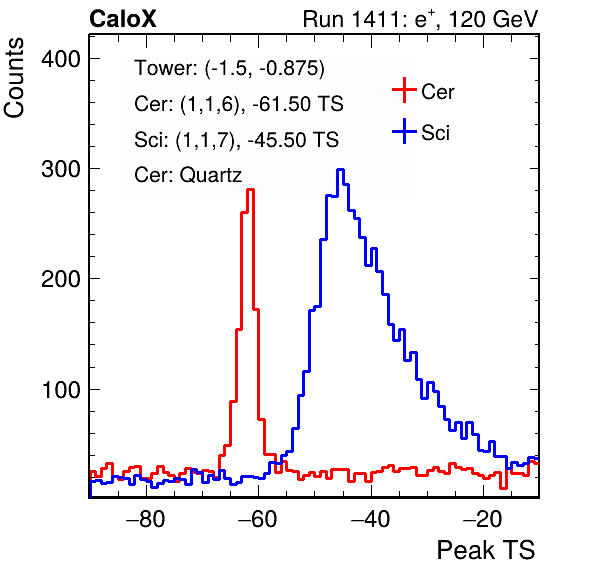 CaloX
Run 1411: e⁺, 120 GeV
Counts
400
300
200
100
Tower: (-1.5, -0.875)
Cer: (1,1,6), -61.50 TS
Sci: (1,1,7), -45.50 TS
Cer: Quartz
Cer
Sci
−80
−60
−40
−20
Peak TS